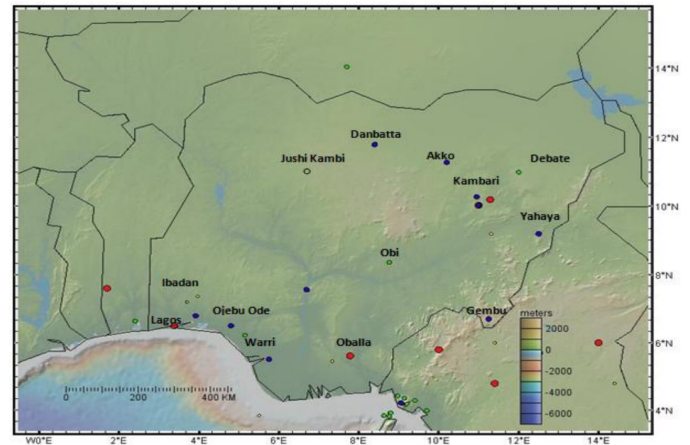 14°N
Danbatta
12°N
Jushi Kambi
Akko
Debate
Kambari
10°N
Yahaya
Obi
8°N
Ibadan
Ojebu Ode
Gembu
Lagos
meters
2000
Warri
Oballa
0
6°N
-2000
-4000
0 200 400 KM
-6000
4°N
W0°E 2°E 4°E 6°E 8°E 10°E 12°E 14°E